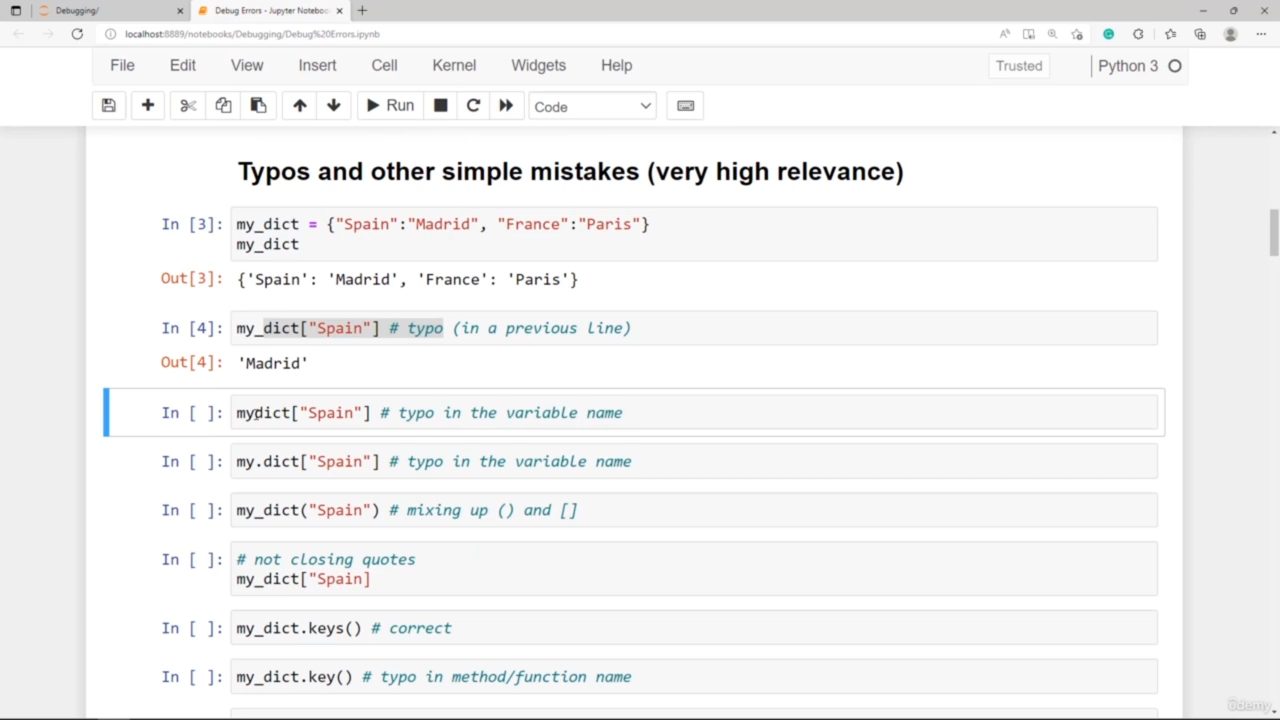 Debugging/
Debug Errors - Jupyter Noteboo
localhost:8889/notebooks/Debugging/Debug%20Errors.ipynb
File Edit View Insert Cell Kernel Widgets Help Trusted Python 3
Run Code
Typos and other simple mistakes (very high relevance)
In [3]: my_dict = {"Spain":"Madrid", "France":"Paris"}
my_dict
Out[3]: {'Spain': 'Madrid', 'France': 'Paris'}
In [4]: my_dict["Spain"] # typo (in a previous line)
Out[4]: 'Madrid'
In [ ]: mydict["Spain"] # typo in the variable name
In [ ]: my.dict["Spain"] # typo in the variable name
In [ ]: my_dict("Spain") # mixing up () and []
In [ ]: # not closing quotes
my_dict["Spain]
In [ ]: my_dict.keys() # correct
In [ ]: my_dict.key() # typo in method/function name
udemy